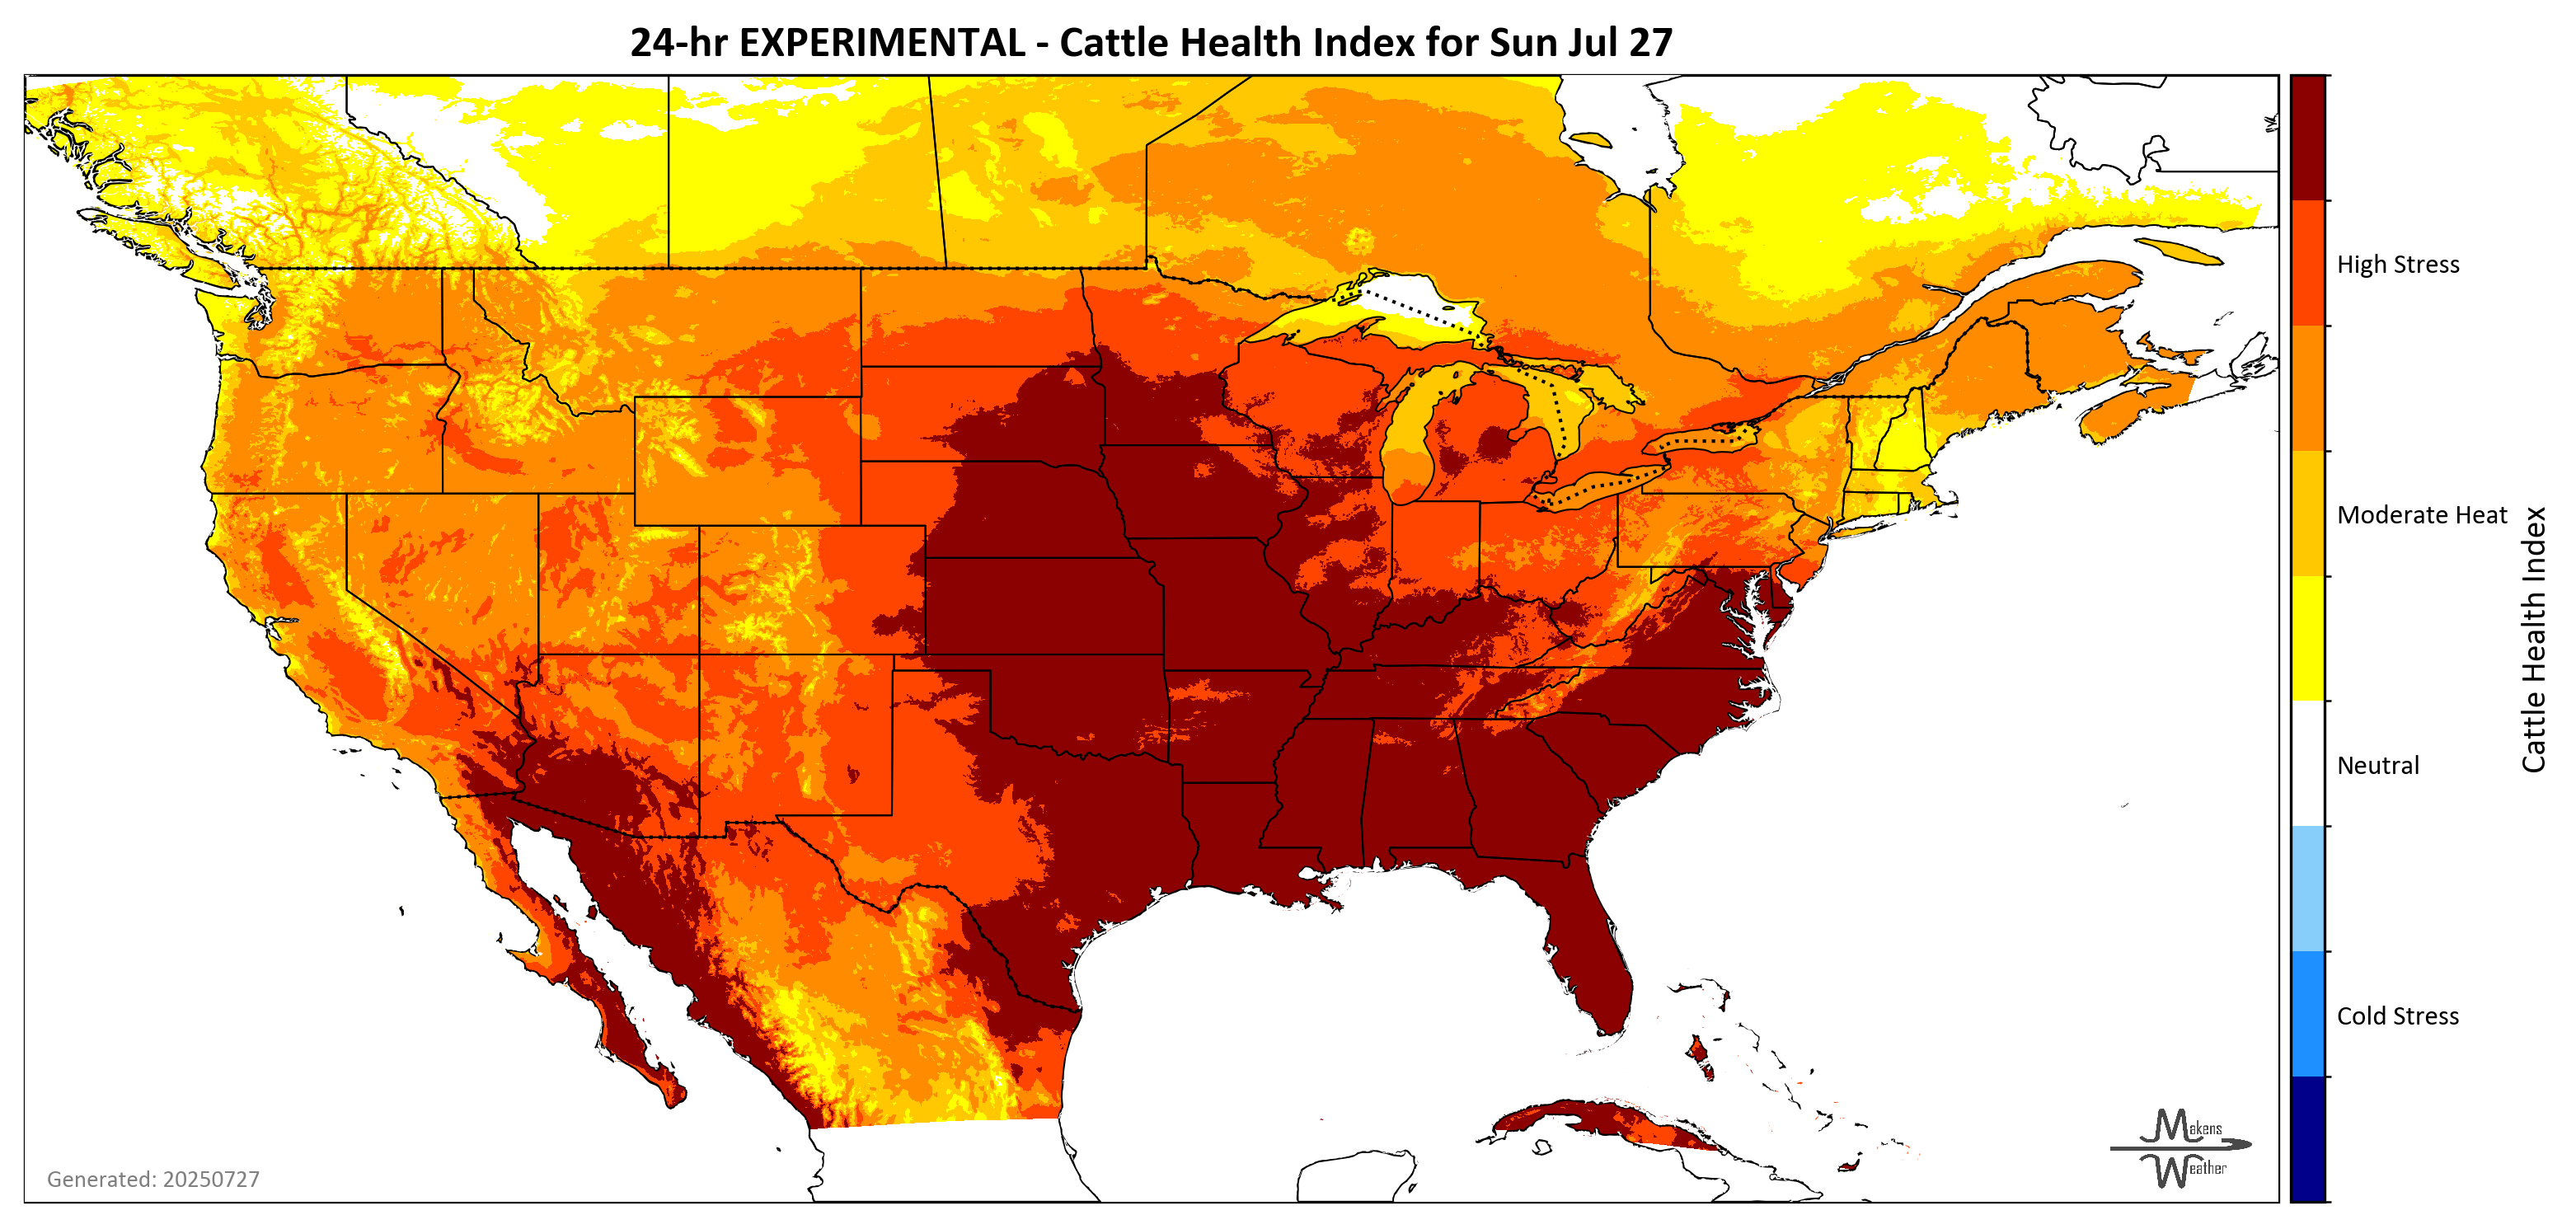 24-hr EXPERIMENTAL - Cattle Health Index for Sun Jul 27
High Stress
Moderate Heat
Neutral
Cold Stress
Cattle Health Index
Generated: 20250727
Makens
Weather